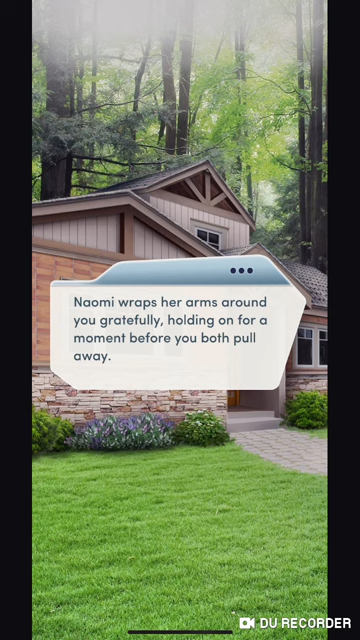 Naomi wraps her arms around
you gratefully, holding on for a
moment before you both pull
away.
DU RECORDER